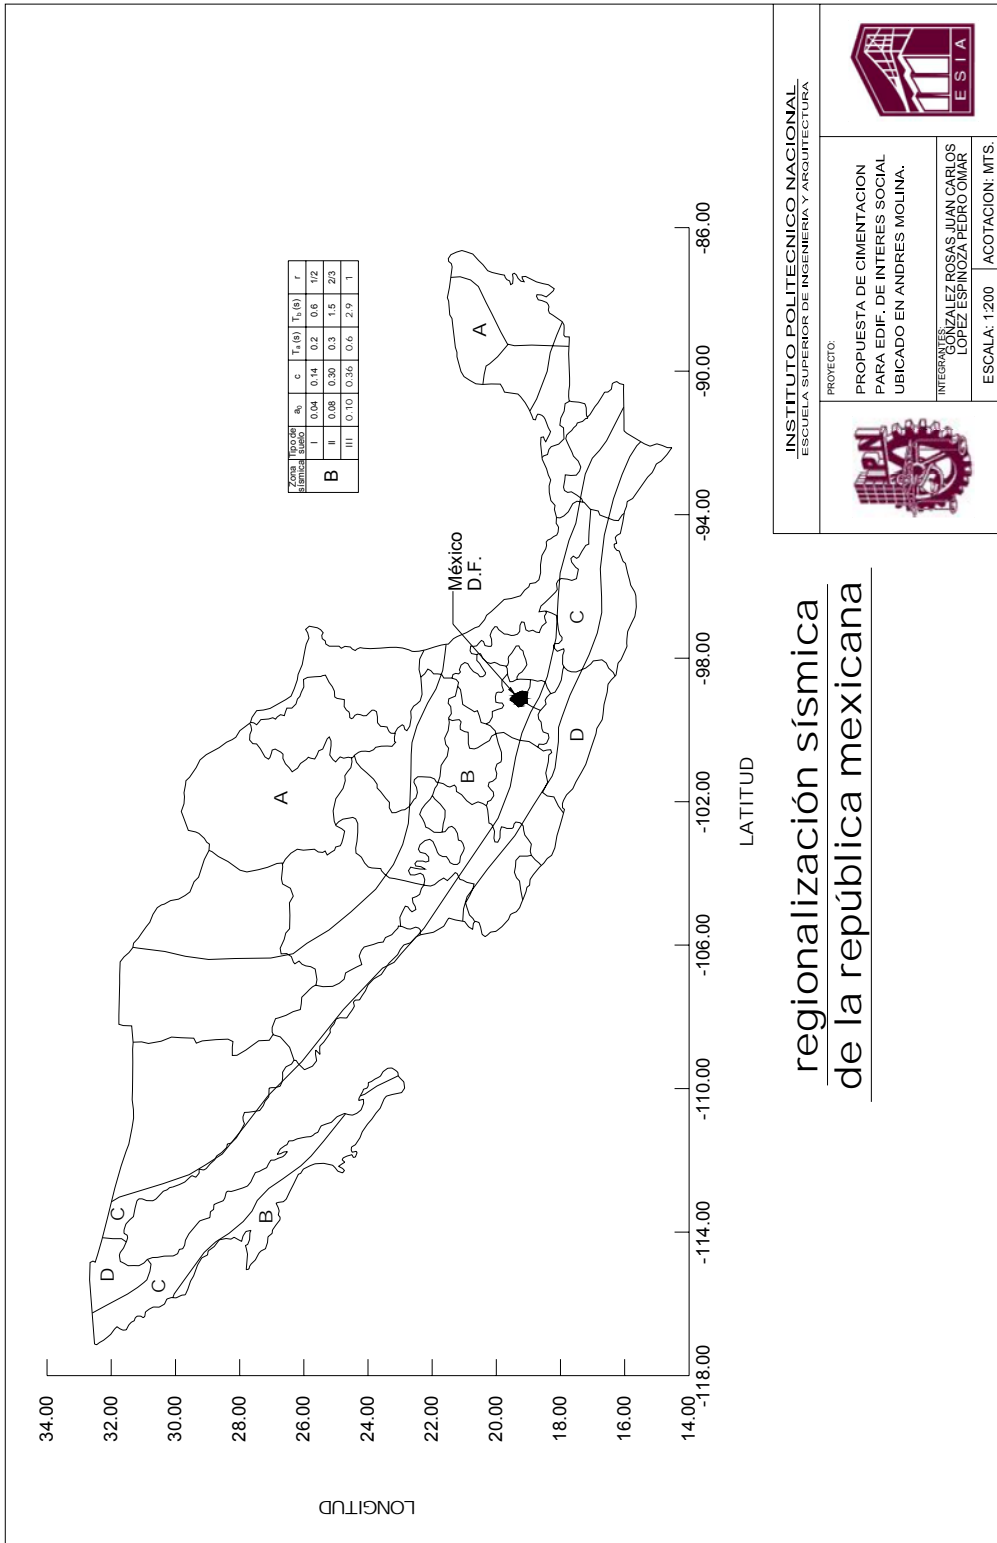 A
A
B
B
C
C
C
D
D
México
D.F.
Zona sísmica Tipo de suelo a0 c Ta (s) Tb (s) r
B
I 0.04 0.14 0.2 0.6 1/2
II 0.08 0.30 0.3 1.5 2/3
III 0.10 0.36 0.6 2.9 1
LONGITUD
34.00
32.00
30.00
28.00
26.00
24.00
22.00
20.00
18.00
16.00
14.00
-118.00
-114.00
-110.00
-106.00
-102.00
-98.00
-94.00
-90.00
-86.00
LATITUD
regionalización sísmica
de la república mexicana
INSTITUTO POLITECNICO NACIONAL
ESCUELA SUPERIOR DE INGENIERIA Y ARQUITECTURA
IPN
PROYECTO:
PROPUESTA DE CIMENTACION
PARA EDIF. DE INTERES SOCIAL
UBICADO EN ANDRES MOLINA.
INTEGRANTES:
GONZALEZ ROSAS JUAN CARLOS
LOPEZ ESPINOZA PEDRO OMAR
ESCALA: 1:200 ACOTACION: MTS.
ESIA